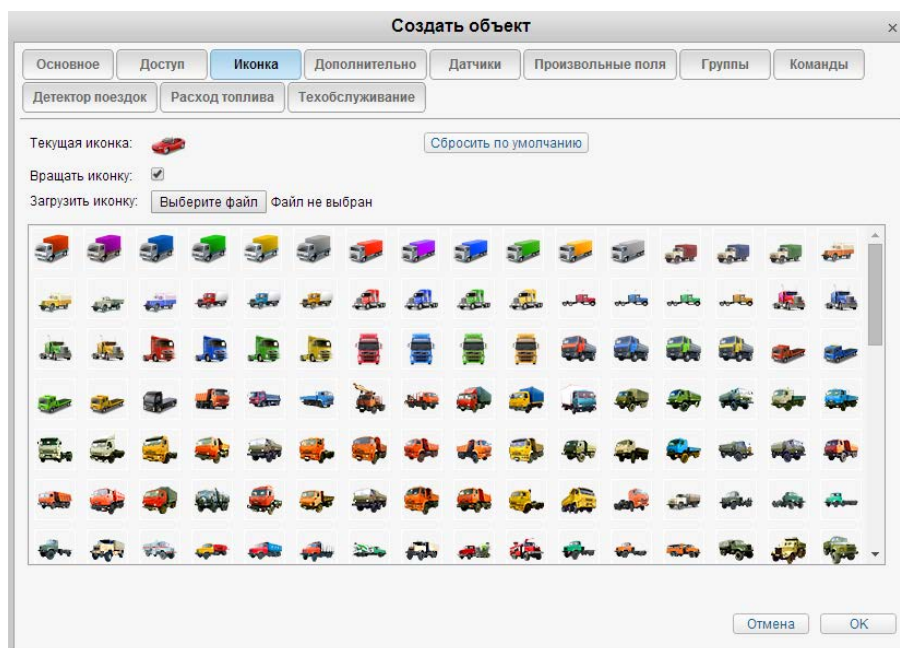 Создать объект
×
Основное Доступ Иконка Дополнительно Датчики Произвольные поля Группы Команды
Детектор поездок Расход топлива Техобслуживание
Текущая иконка: Сбросить по умолчанию
Вращать иконку:
Загрузить иконку: Выберите файл Файл не выбран
Отмена OK